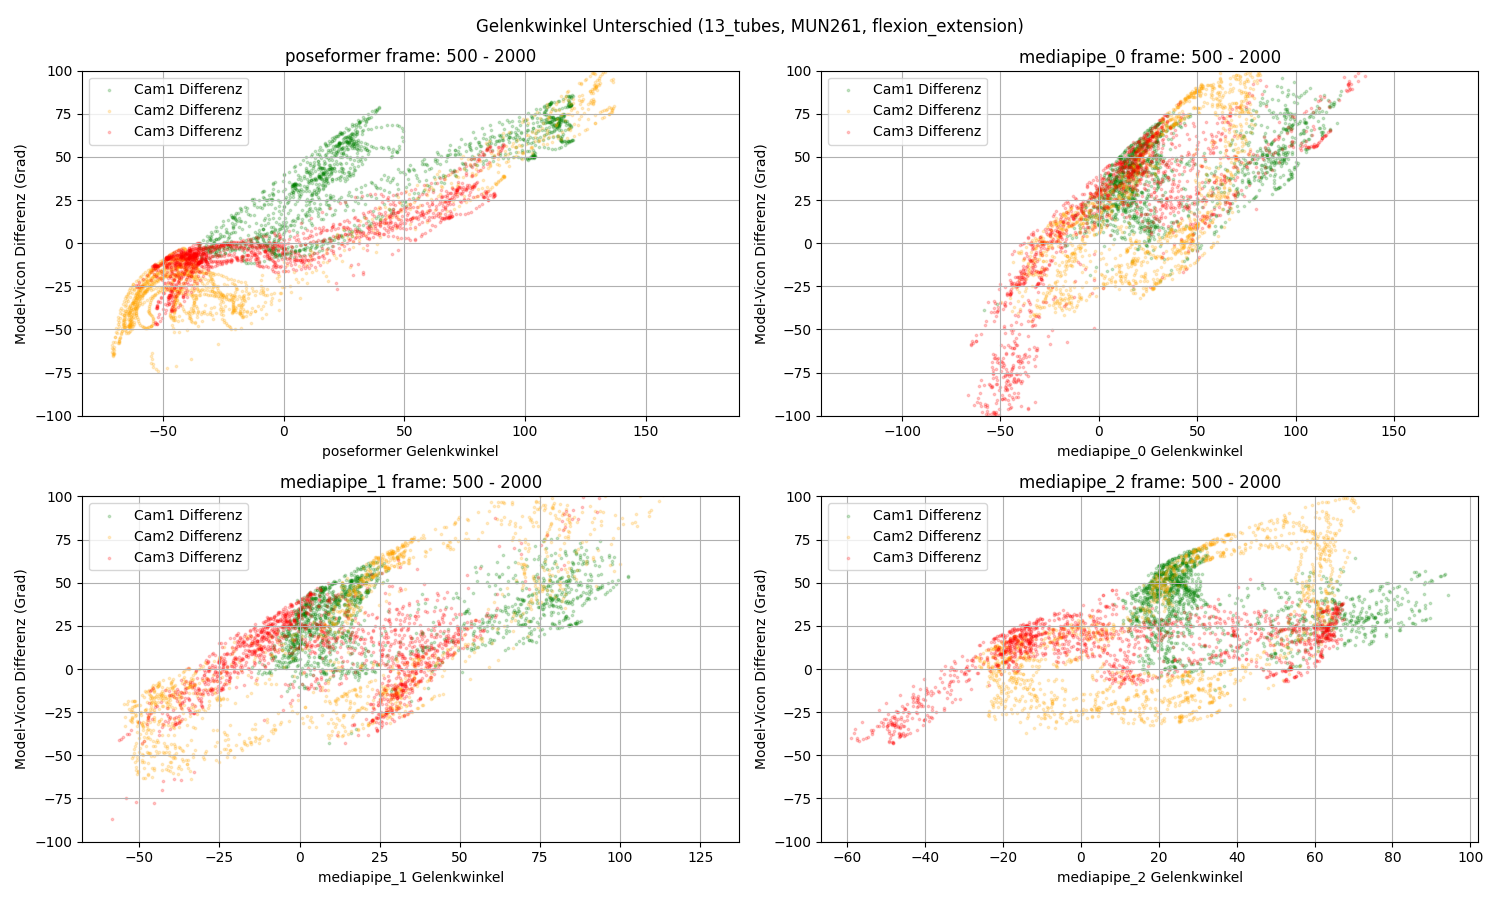 Gelenkwinkel Unterschied (13_tubes, MUN261, flexion_extension)
poseformer frame: 500 - 2000
Cam1 Differenz
Cam2 Differenz
Cam3 Differenz
Model-Vicon Differenz (Grad)
100
75
50
25
0
−25
−50
−75
−100
−50
0
50
100
150
poseformer Gelenkwinkel
mediapipe_0 frame: 500 - 2000
Cam1 Differenz
Cam2 Differenz
Cam3 Differenz
Model-Vicon Differenz (Grad)
100
75
50
25
0
−25
−50
−75
−100
−100
−50
0
50
100
150
mediapipe_0 Gelenkwinkel
mediapipe_1 frame: 500 - 2000
Cam1 Differenz
Cam2 Differenz
Cam3 Differenz
Model-Vicon Differenz (Grad)
100
75
50
25
0
−25
−50
−75
−100
−50
−25
0
25
50
75
100
125
mediapipe_1 Gelenkwinkel
mediapipe_2 frame: 500 - 2000
Cam1 Differenz
Cam2 Differenz
Cam3 Differenz
Model-Vicon Differenz (Grad)
100
75
50
25
0
−25
−50
−75
−100
−60
−40
−20
0
20
40
60
80
100
mediapipe_2 Gelenkwinkel